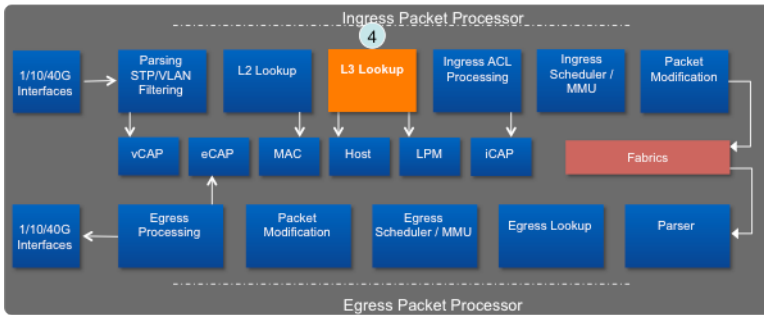 Ingress Packet Processor
4
1/10/40G
Interfaces
Parsing
STP/VLAN
Filtering
L2 Lookup
L3 Lookup
Ingress ACL
Processing
Ingress
Scheduler /
MMU
Packet
Modification
vCAP
eCAP
MAC
Host
LPM
iCAP
Fabrics
1/10/40G
Interfaces
Egress
Processing
Packet
Modification
Egress
Scheduler / MMU
Egress Lookup
Parser
Egress Packet Processor